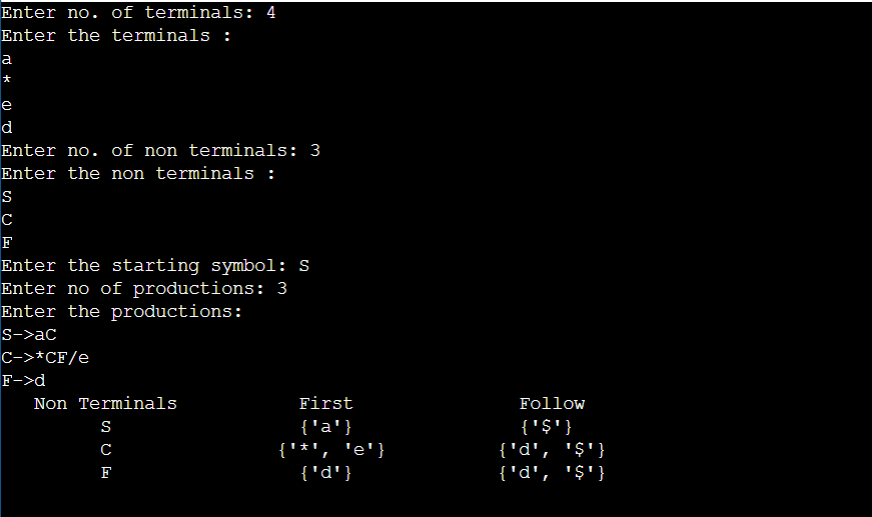 Enter no. of terminals: 4
Enter the terminals :
a
*
e
d
Enter no. of non terminals: 3
Enter the non terminals :
S
C
F
Enter the starting symbol: S
Enter no of productions: 3
Enter the productions:
S->aC
C->*CF/e
F->d
Non Terminals First Follow
S {'a'} {'$'}
C {'*', 'e'} {'d', '$'}
F {'d'} {'d', '$'}